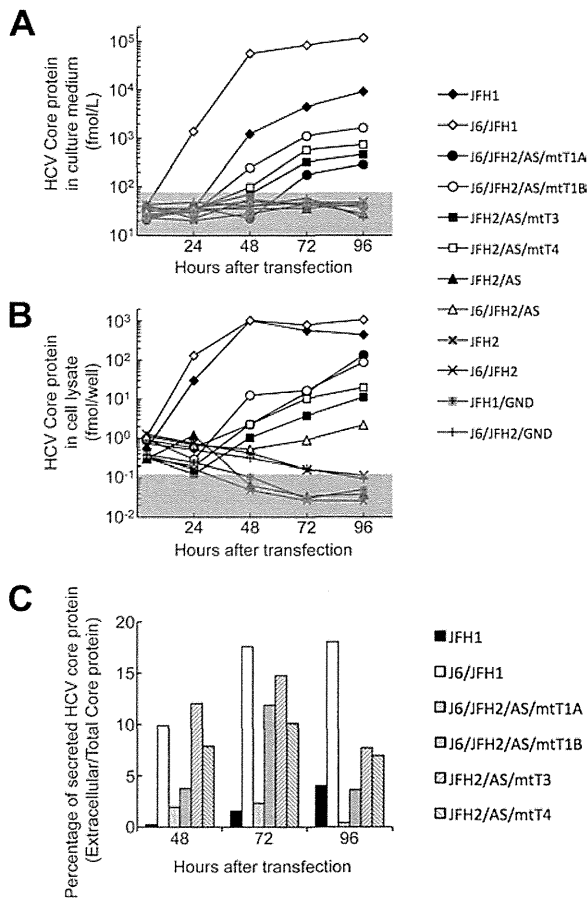 A
HCV Core protein
in culture medium
(fmol/L)
10^5
10^4
10^3
10^2
10^1
24 48 72 96
Hours after transfection
JFH1
J6/JFH1
J6/JFH2/AS/mtT1A
J6/JFH2/AS/mtT1B
JFH2/AS/mtT3
JFH2/AS/mtT4
JFH2/AS
J6/JFH2/AS
JFH2
J6/JFH2
JFH1/GND
J6/JFH2/GND
B
HCV Core protein
in cell lysate
(fmol/well)
10^3
10^2
10^1
10^0
10^-1
10^-2
24 48 72 96
Hours after transfection
C
Percentage of secreted HCV core protein
(Extracellular/Total Core protein)
20
15
10
5
0
48 72 96
Hours after transfection
JFH1
J6/JFH1
J6/JFH2/AS/mtT1A
J6/JFH2/AS/mtT1B
JFH2/AS/mtT3
JFH2/AS/mtT4